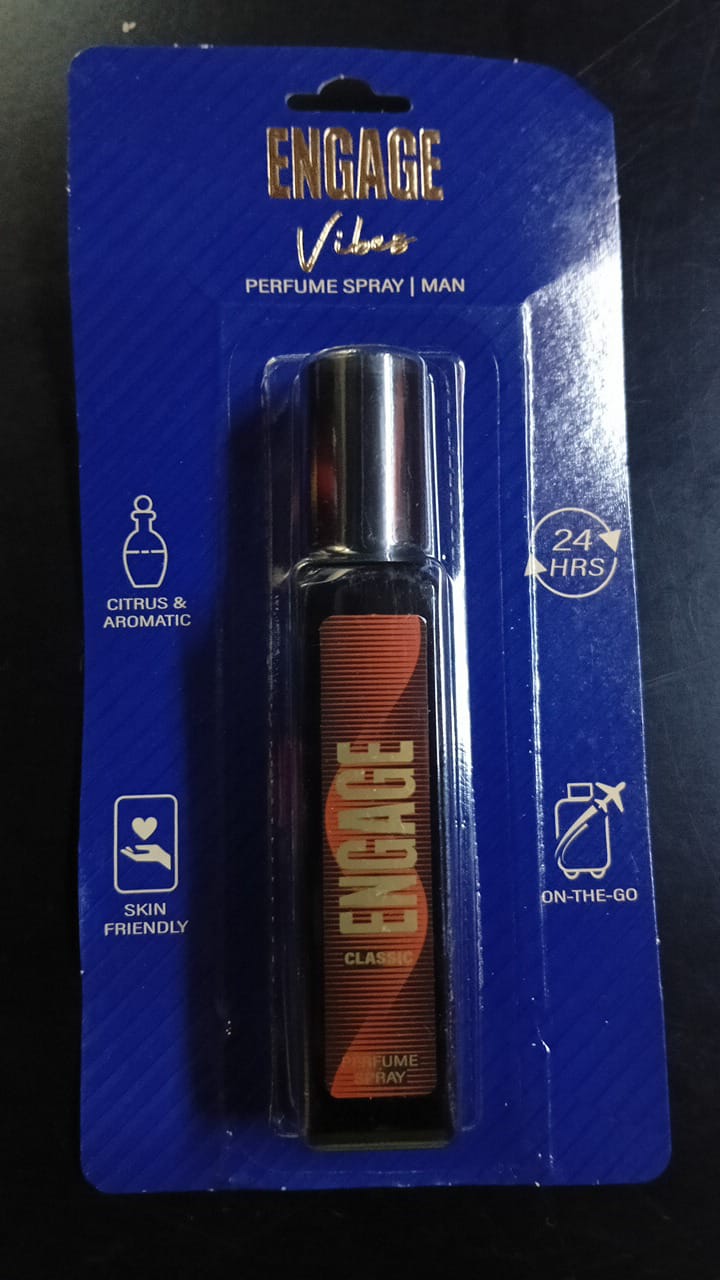 ENGAGE
Vibes
PERFUME SPRAY | MAN
CITRUS &
AROMATIC
24
HRS
SKIN
FRIENDLY
ON-THE-GO
ENGAGE
CLASSIC
PERFUME
SPRAY